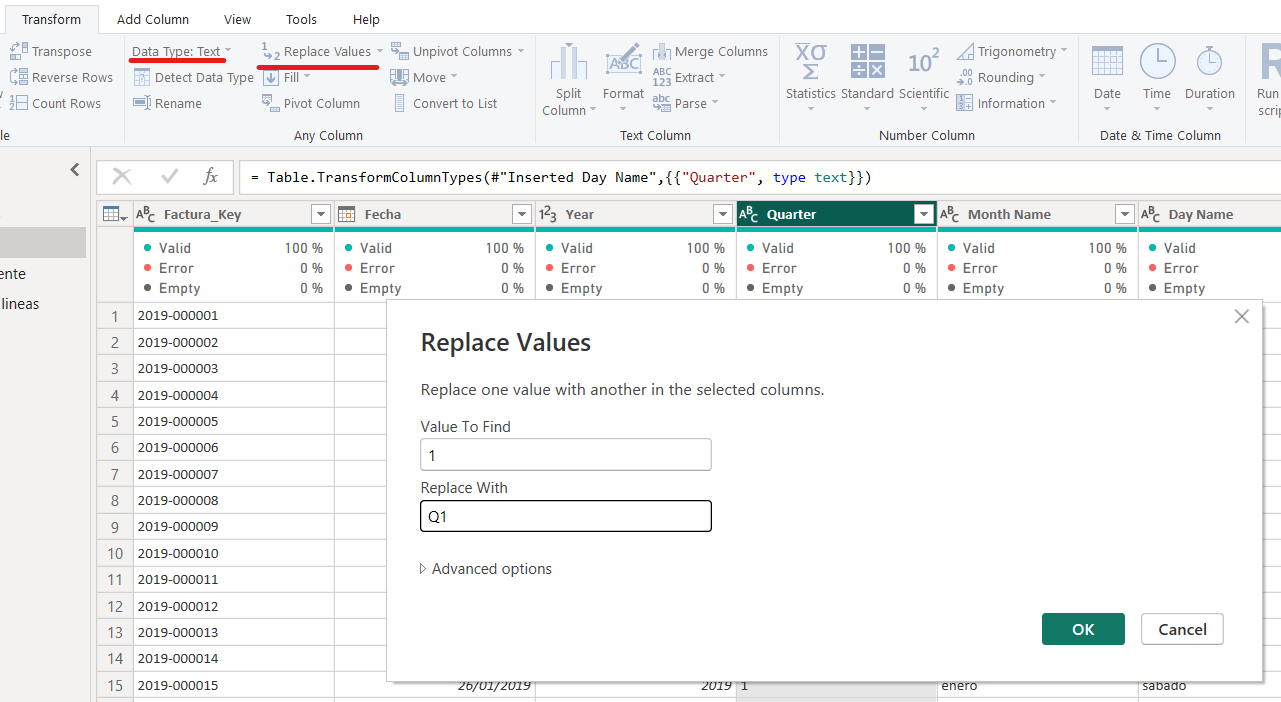 Transform Add Column View Tools Help
Transpose Data Type: Text Replace Values Unpivot Columns Merge Columns Trigonometry
Reverse Rows Detect Data Type Fill Move Extract Rounding
Count Rows Rename Pivot Column Convert to List Parse Information
Split Column Format Statistics Standard Scientific Date Time Duration Run scrip
le Any Column Text Column Number Column Date & Time Column
fx = Table.TransformColumnTypes(#"Inserted Day Name",{{"Quarter", type text}})
Factura_Key Fecha Year Quarter Month Name Day Name
Valid 100 % Valid 100 % Valid 100 % Valid 100 % Valid 100 % Valid
Error 0 % Error 0 % Error 0 % Error 0 % Error 0 % Error
Empty 0 % Empty 0 % Empty 0 % Empty 0 % Empty 0 % Empty
ente
lineas
1 2019-000001
2 2019-000002
3 2019-000003
4 2019-000004
5 2019-000005
6 2019-000006
7 2019-000007
8 2019-000008
9 2019-000009
10 2019-000010
11 2019-000011
12 2019-000012
13 2019-000013
14 2019-000014
15 2019-000015 26/01/2019 2019 1 enero sábado
Replace Values
Replace one value with another in the selected columns.
Value To Find
1
Replace With
Q1
Advanced options
OK Cancel